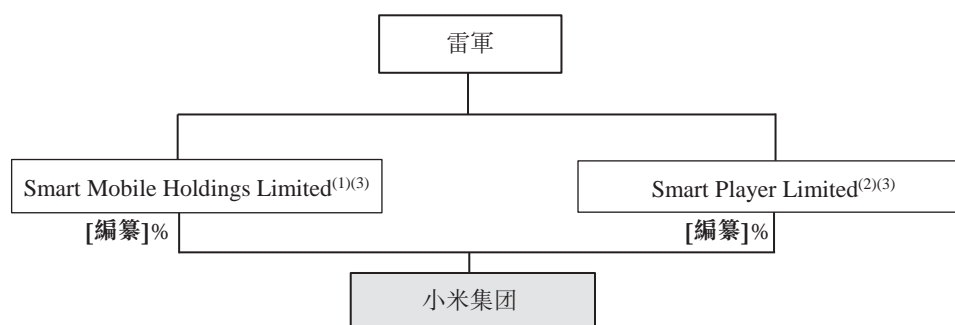 雷軍
Smart Mobile Holdings Limited(1)(3)
Smart Player Limited(2)(3)
[編纂]%
[編纂]%
小米集团